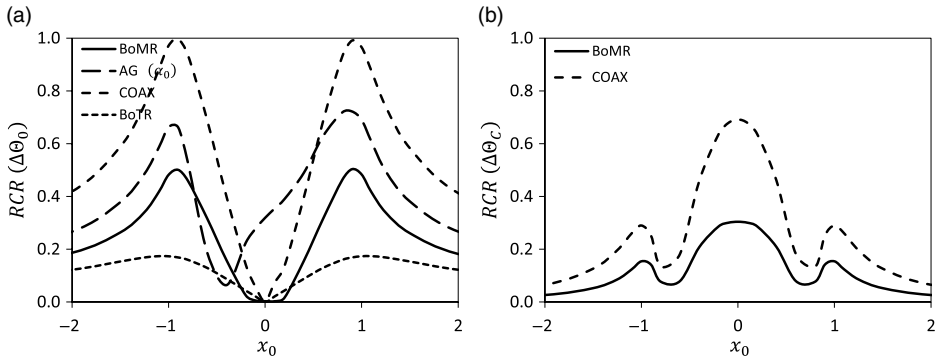 (a)
RCR (ΔΘ₀)
1.0
0.8
0.6
0.4
0.2
0.0
BoMR
AG (α₀)
COAX
BoTR
−2 −1 0 1 2
x₀
(b)
RCR (ΔΘ_C)
1.0
0.8
0.6
0.4
0.2
0.0
BoMR
COAX
−2 −1 0 1 2
x₀